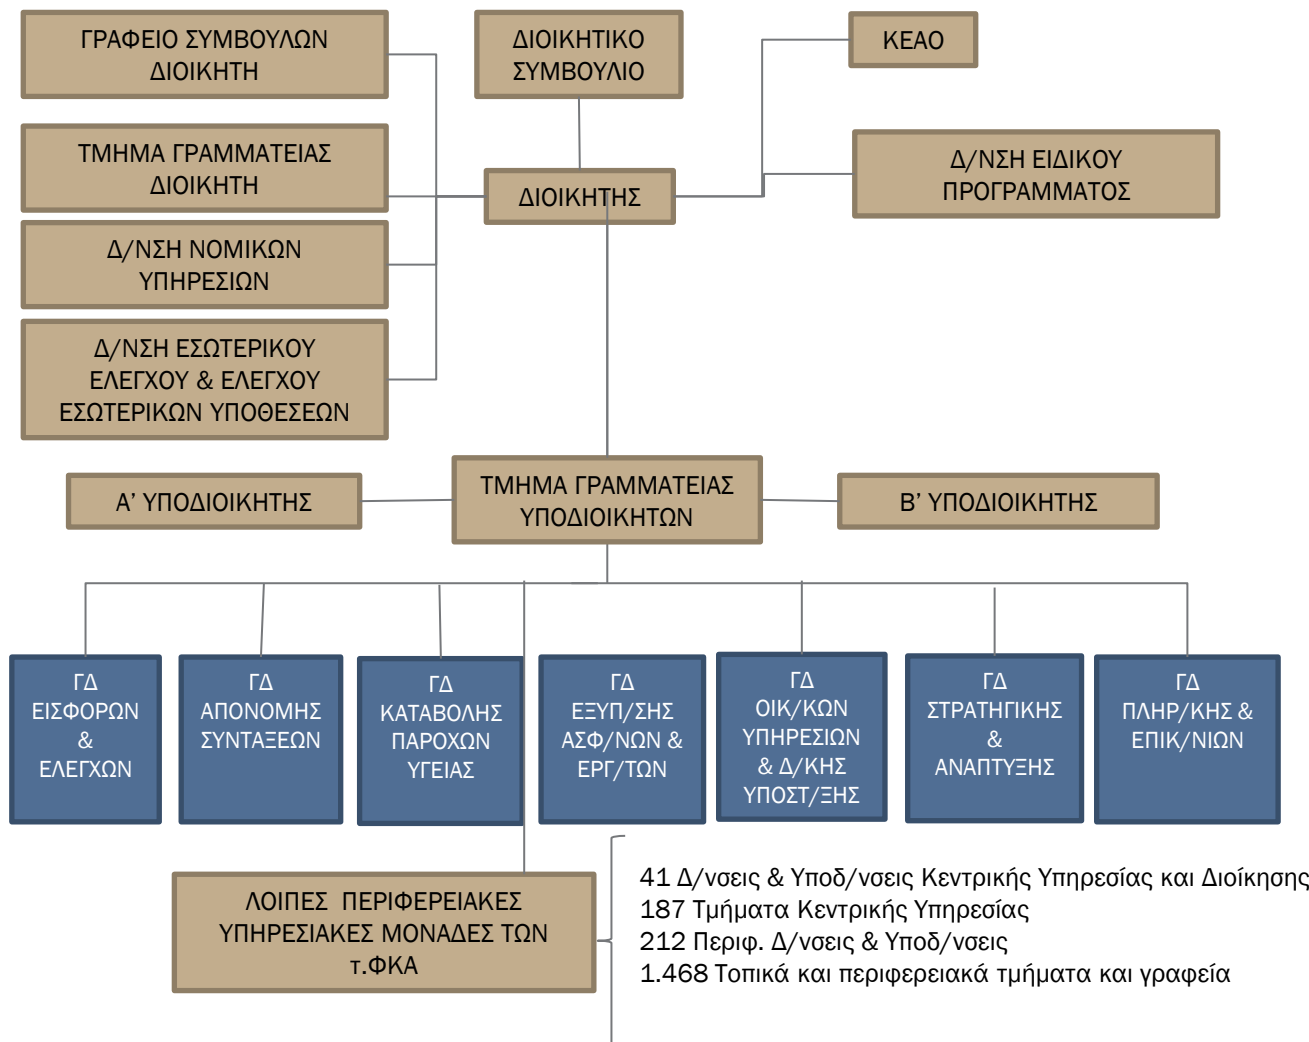 ΓΡΑΦΕΙΟ ΣΥΜΒΟΥΛΩΝ
ΔΙΟΙΚΗΤΗ
ΔΙΟΙΚΗΤΙΚΟ
ΣΥΜΒΟΥΛΙΟ
ΚΕΑΟ
ΤΜΗΜΑ ΓΡΑΜΜΑΤΕΙΑΣ
ΔΙΟΙΚΗΤΗ
ΔΙΟΙΚΗΤΗΣ
Δ/ΝΣΗ ΕΙΔΙΚΟΥ
ΠΡΟΓΡΑΜΜΑΤΟΣ
Δ/ΝΣΗ ΝΟΜΙΚΩΝ
ΥΠΗΡΕΣΙΩΝ
Δ/ΝΣΗ ΕΣΩΤΕΡΙΚΟΥ
ΕΛΕΓΧΟΥ & ΕΛΕΓΧΟΥ
ΕΣΩΤΕΡΙΚΩΝ ΥΠΟΘΕΣΕΩΝ
Α' ΥΠΟΔΙΟΙΚΗΤΗΣ
ΤΜΗΜΑ ΓΡΑΜΜΑΤΕΙΑΣ
ΥΠΟΔΙΟΙΚΗΤΩΝ
Β' ΥΠΟΔΙΟΙΚΗΤΗΣ
ΓΔ
ΕΙΣΦΟΡΩΝ
&
ΕΛΕΓΧΩΝ
ΓΔ
ΑΠΟΝΟΜΗΣ
ΣΥΝΤΑΞΕΩΝ
ΓΔ
ΚΑΤΑΒΟΛΗΣ
ΠΑΡΟΧΩΝ
ΥΓΕΙΑΣ
ΓΔ
ΕΞΥΠ/ΣΗΣ
ΑΣΦ/ΝΩΝ &
ΕΡΓ/ΤΩΝ
ΓΔ
ΟΙΚ/ΚΩΝ
ΥΠΗΡΕΣΙΩΝ
& Δ/ΚΗΣ
ΥΠΟΣΤ/ΞΗΣ
ΓΔ
ΣΤΡΑΤΗΓΙΚΗΣ
&
ΑΝΑΠΤΥΞΗΣ
ΓΔ
ΠΛΗΡ/ΚΗΣ &
ΕΠΙΚ/ΝΙΩΝ
ΛΟΙΠΕΣ ΠΕΡΙΦΕΡΕΙΑΚΕΣ
ΥΠΗΡΕΣΙΑΚΕΣ ΜΟΝΑΔΕΣ ΤΩΝ
τ.ΦΚΑ
41 Δ/νσεις & Υποδ/νσεις Κεντρικής Υπηρεσίας και Διοίκησης
187 Τμήματα Κεντρικής Υπηρεσίας
212 Περιφ. Δ/νσεις & Υποδ/νσεις
1.468 Τοπικά και περιφερειακά τμήματα και γραφεία